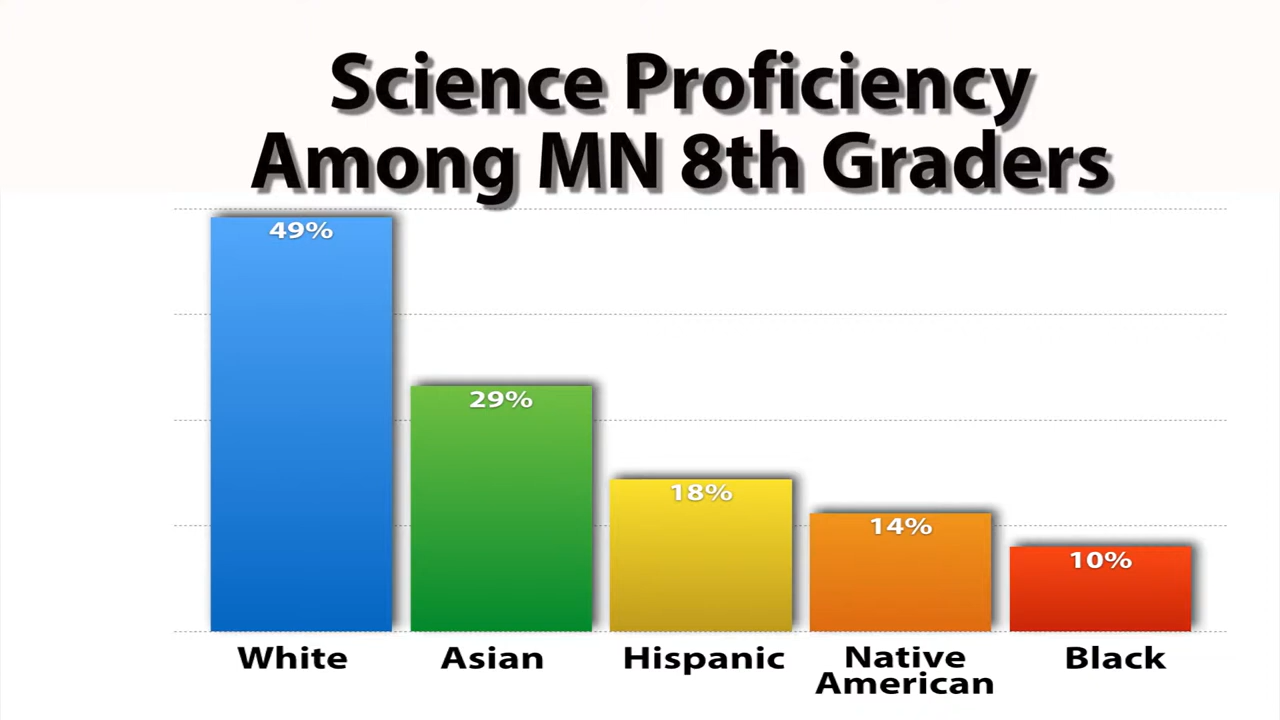 Science Proficiency
Among MN 8th Graders
49%
29%
18%
14%
10%
White
Asian
Hispanic
Native
American
Black